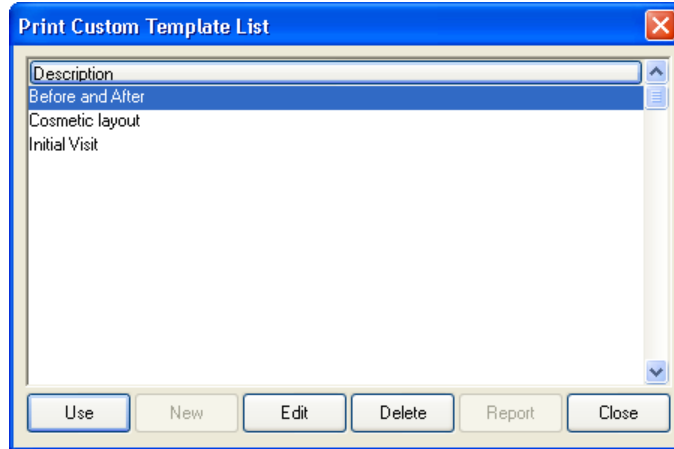 Print Custom Template List
Description
Before and After
Cosmetic layout
Initial Visit
Use New Edit Delete Report Close